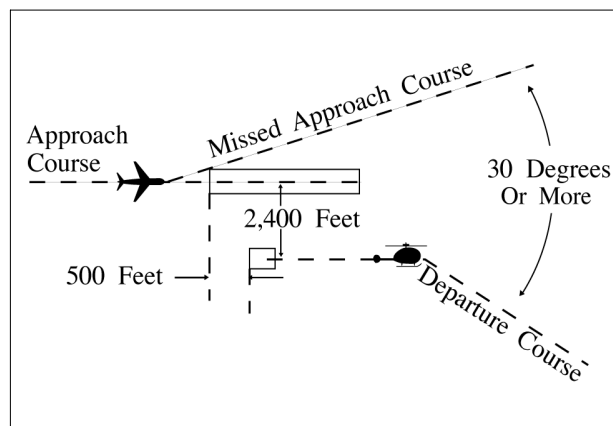 Missed Approach Course
Approach
Course
30 Degrees
Or More
2,400 Feet
500 Feet
Departure Course